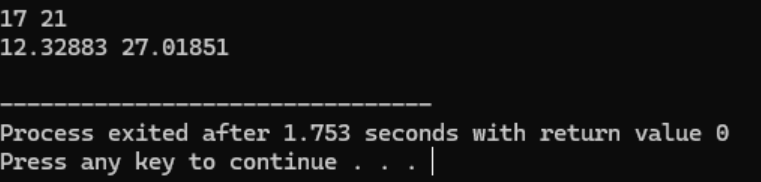 17 21
12.32883 27.01851
--------------------------------
Process exited after 1.753 seconds with return value 0
Press any key to continue . . .